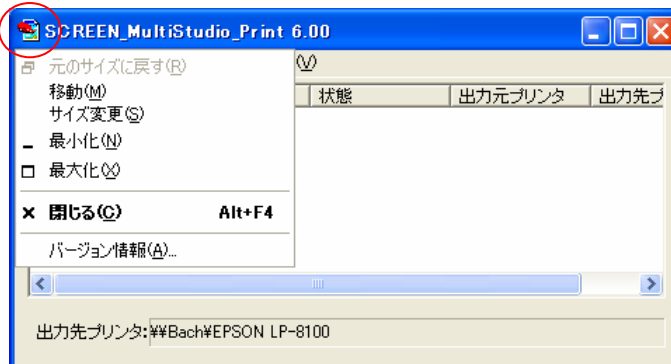 SCREEN_MultiStudio_Print 6.00
元のサイズに戻す(R)
(V)
移動(M)
状態
出力元プリンタ
出力先プ
サイズ変更(S)
最小化(N)
最大化(X)
閉じる(C) Alt+F4
バージョン情報(A)...
出力先プリンタ:¥¥Bach¥EPSON LP-8100